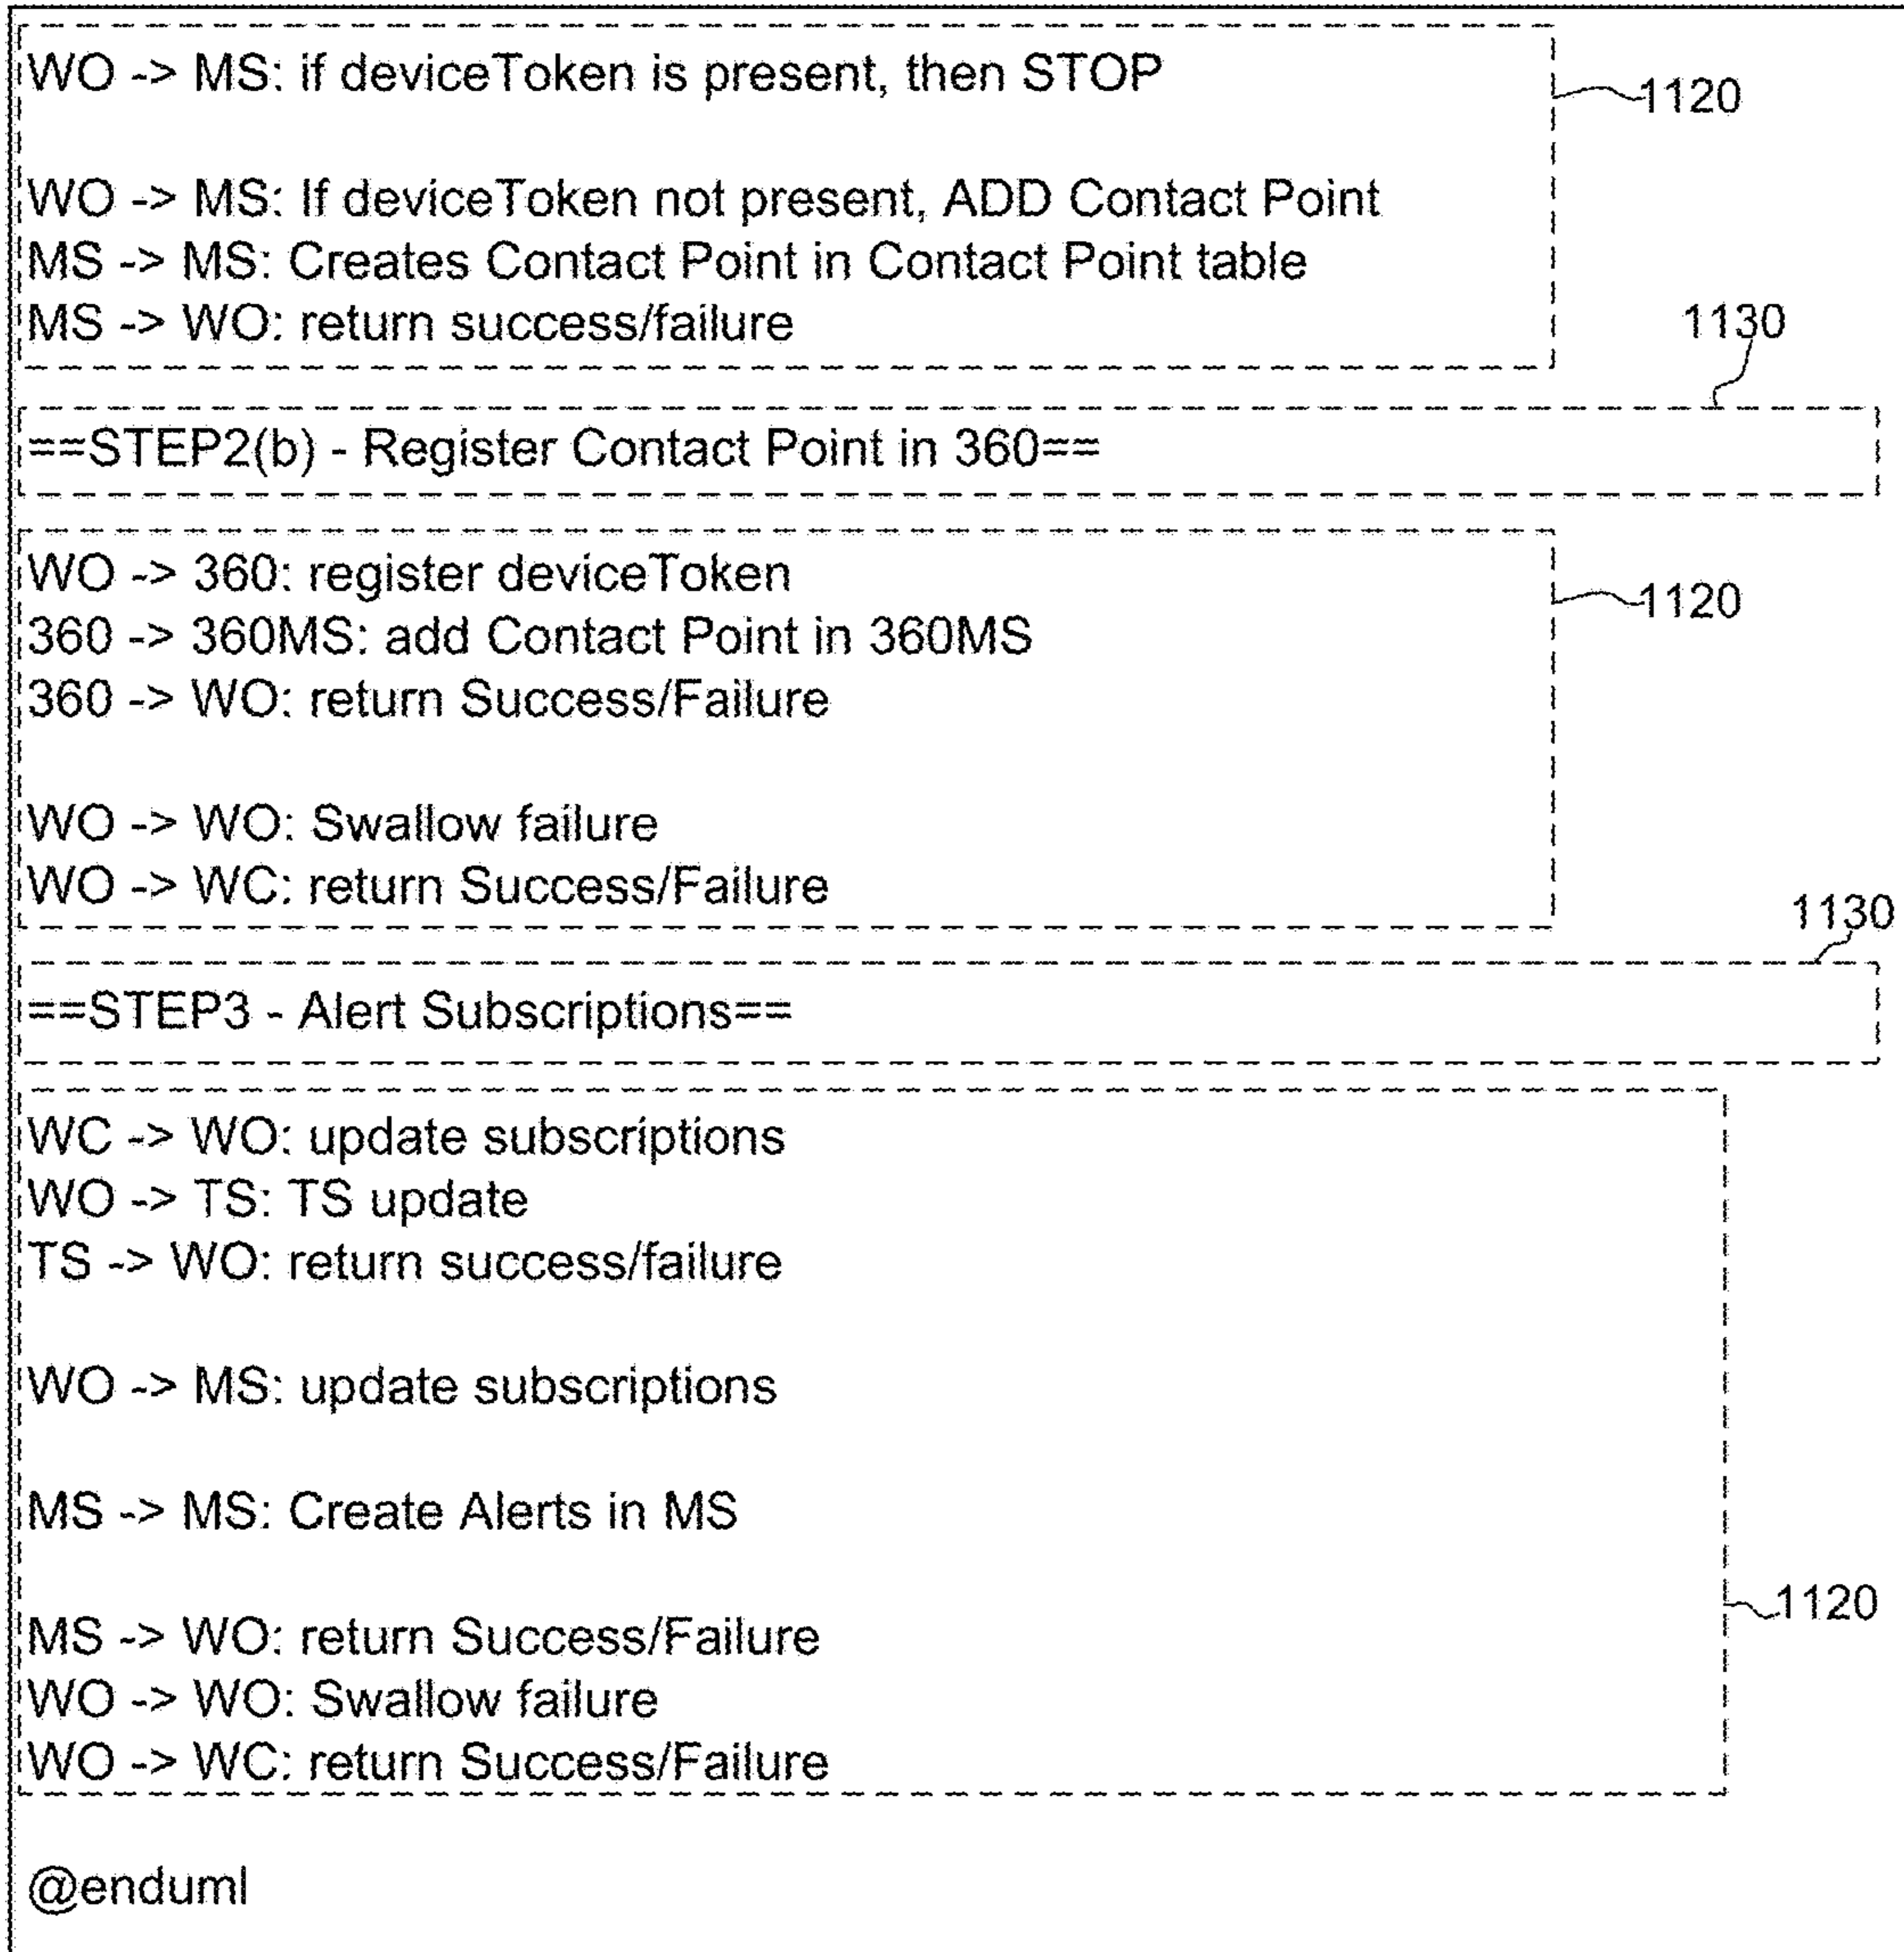 WO -> MS: if deviceToken is present, then STOP
1120
WO -> MS: If deviceToken not present, ADD Contact Point
MS -> MS: Creates Contact Point in Contact Point table
MS -> WO: return success/failure
1130
==STEP2(b) - Register Contact Point in 360==
WO -> 360: register deviceToken
1120
360 -> 360MS: add Contact Point in 360MS
360 -> WO: return Success/Failure
WO -> WO: Swallow failure
WO -> WC: return Success/Failure
1130
==STEP3 - Alert Subscriptions==
WC -> WO: update subscriptions
WO -> TS: TS update
TS -> WO: return success/failure
WO -> MS: update subscriptions
MS -> MS: Create Alerts in MS
1120
MS -> WO: return Success/Failure
WO -> WO: Swallow failure
WO -> WC: return Success/Failure
@enduml